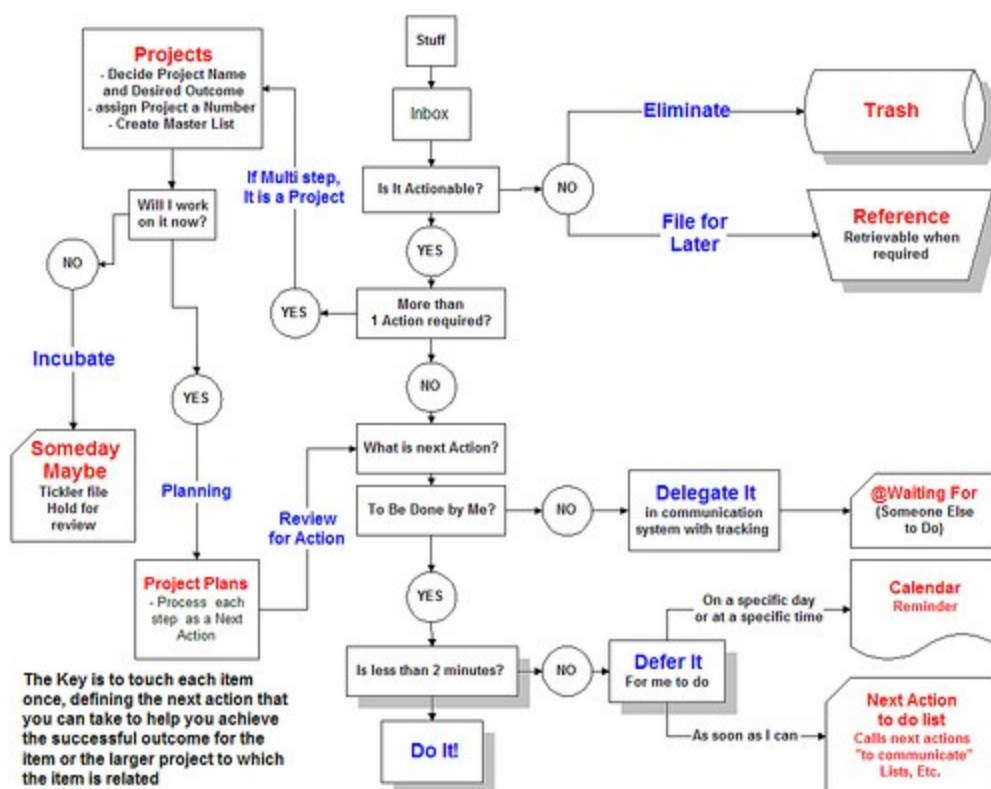 Stuff
Inbox
Projects
- Decide Project Name
and Desired Outcome
- assign Project a Number
- Create Master List
Eliminate
Trash
If Multi step,
It is a Project
Is It Actionable?
NO
Will I work
on it now?
File for
Later
Reference
Retrievable when
required
YES
NO
YES
More than
1 Action required?
Incubate
YES
NO
Someday
Maybe
Tickler file
Hold for
review
What is next Action?
Planning
Review
for Action
To Be Done by Me?
NO
Delegate It
in communication
system with tracking
@Waiting For
(Someone Else
to Do)
Project Plans
- Process each
step as a Next
Action
YES
On a specific day
or at a specific time
Calendar
Reminder
Is less than 2 minutes?
NO
Defer It
For me to do
The Key is to touch each item
once, defining the next action that
you can take to help you achieve
the successful outcome for the
item or the larger project to which
the item is related
Do It!
As soon as I can
Next Action
to do list
Calls next actions
"to communicate"
Lists, Etc.